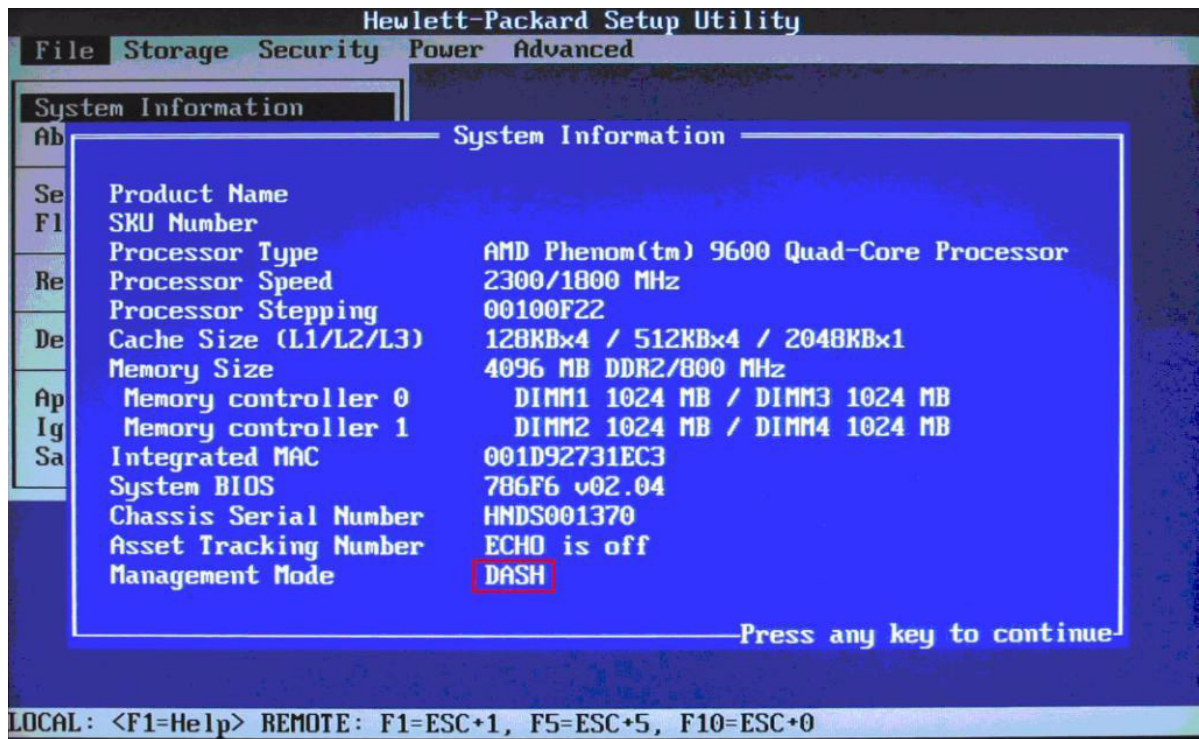 Hewlett-Packard Setup Utility
File Storage Security Power Advanced
System Information
Ab
Se
Fl
Re
De
Ap
Ig
Sa
System Information
Product Name
SKU Number
Processor Type AMD Phenom(tm) 9600 Quad-Core Processor
Processor Speed 2300/1800 MHz
Processor Stepping 00100F22
Cache Size (L1/L2/L3) 128KBx4 / 512KBx4 / 2048KBx1
Memory Size 4096 MB DDR2/800 MHz
Memory controller 0 DIMM1 1024 MB / DIMM3 1024 MB
Memory controller 1 DIMM2 1024 MB / DIMM4 1024 MB
Integrated MAC 001D92731EC3
System BIOS 786F6 v02.04
Chassis Serial Number HNDS001370
Asset Tracking Number ECHO is off
Management Mode DASH
Press any key to continue
LOCAL: <F1=Help> REMOTE: F1=ESC+1, F5=ESC+5, F10=ESC+0